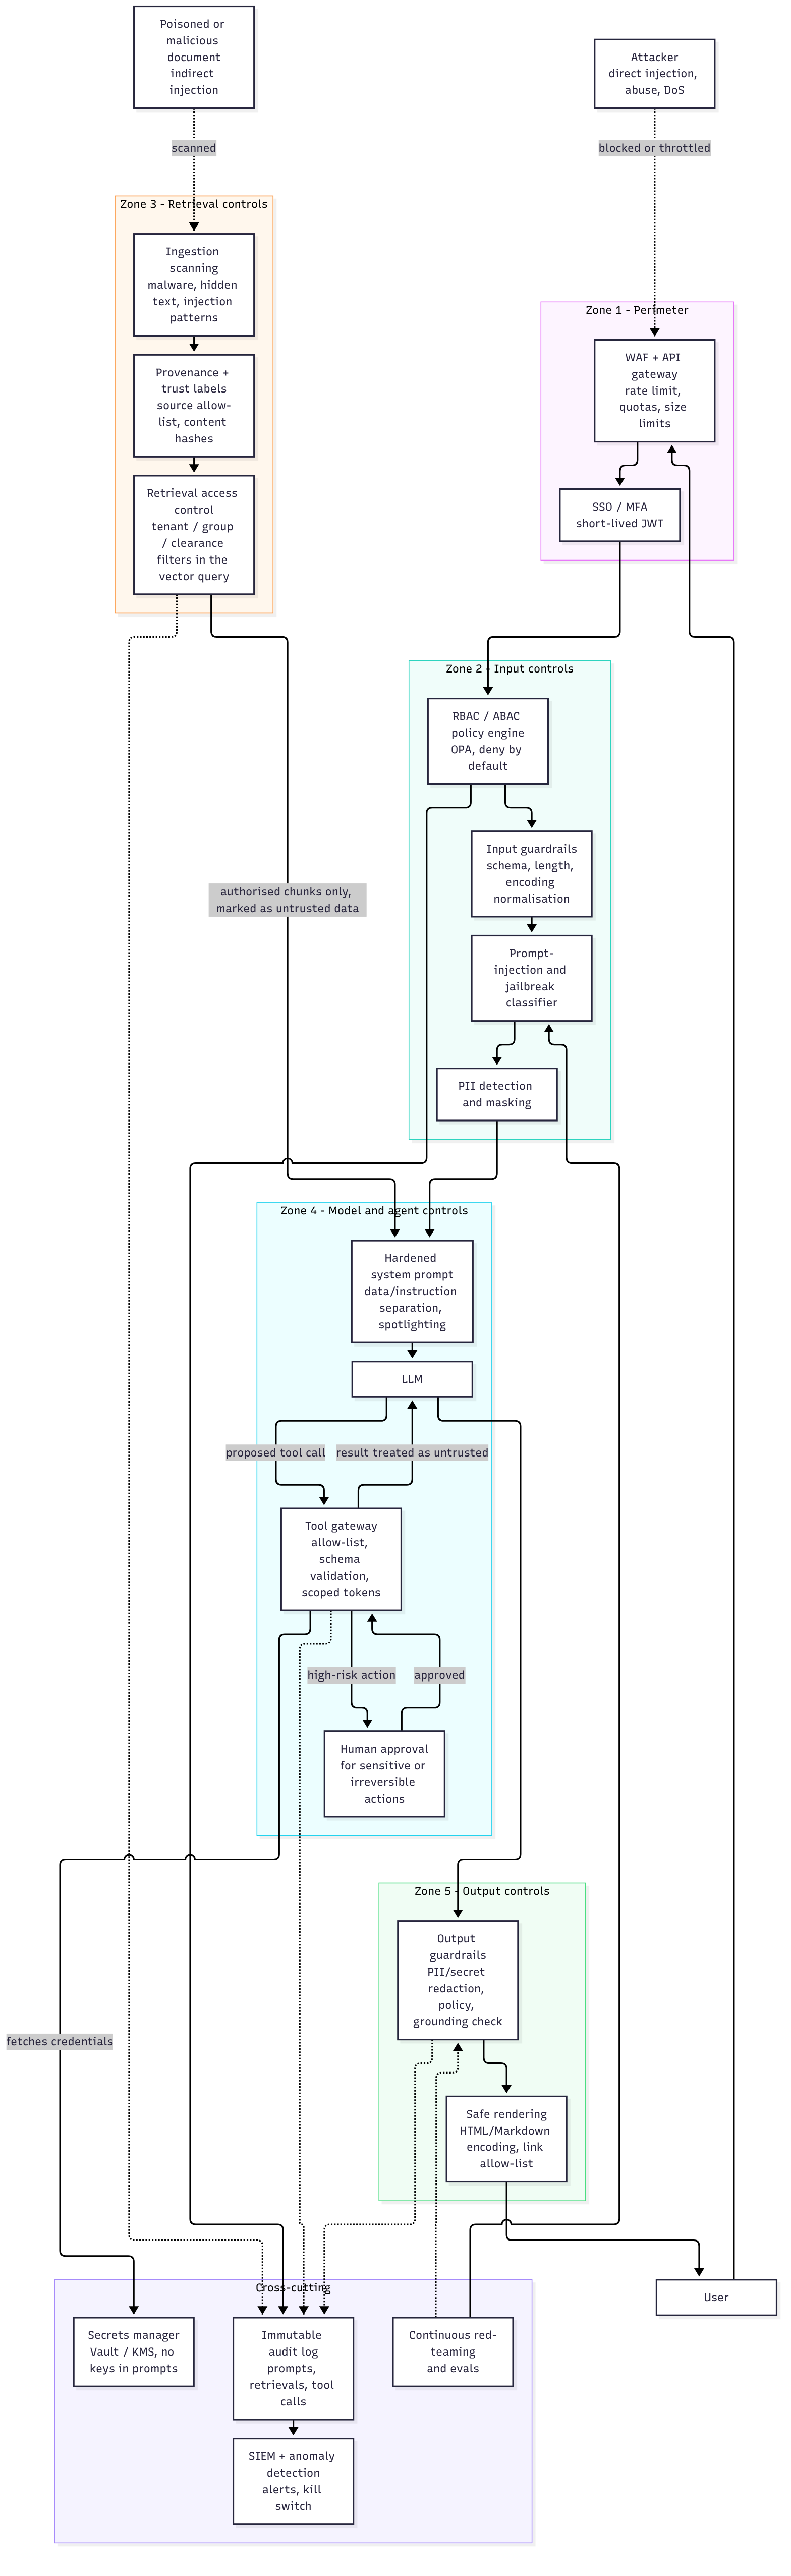 Poisoned or
malicious
document
indirect
injection
Attacker
direct injection,
abuse, DoS
scanned
blocked or throttled
Zone 3 - Retrieval controls
Ingestion
scanning
malware, hidden
text, injection
patterns
Provenance +
trust labels
source allow-
list, content
hashes
Retrieval access
control
tenant / group
/ clearance
filters in the
vector query
Zone 1 - Perimeter
WAF + API
gateway
rate limit,
quotas, size
limits
SSO / MFA
short-lived JWT
Zone 2 - Input controls
RBAC / ABAC
policy engine
OPA, deny by
default
Input guardrails
schema, length,
encoding
normalisation
authorised chunks only,
marked as untrusted data
Prompt-
injection and
jailbreak
classifier
PII detection
and masking
Zone 4 - Model and agent controls
Hardened
system prompt
data/instruction
separation,
spotlighting
LLM
proposed tool call
result treated as untrusted
Tool gateway
allow-list,
schema
validation,
scoped tokens
high-risk action
approved
Human approval
for sensitive or
irreversible
actions
Zone 5 - Output controls
Output
guardrails
PII/secret
redaction,
policy,
grounding check
fetches credentials
Safe rendering
HTML/Markdown
encoding, link
allow-list
Cross-cutting
User
Secrets manager
Vault / KMS, no
keys in prompts
Immutable
audit log
prompts,
retrievals, tool
calls
Continuous red-
teaming
and evals
SIEM + anomaly
detection
alerts, kill
switch